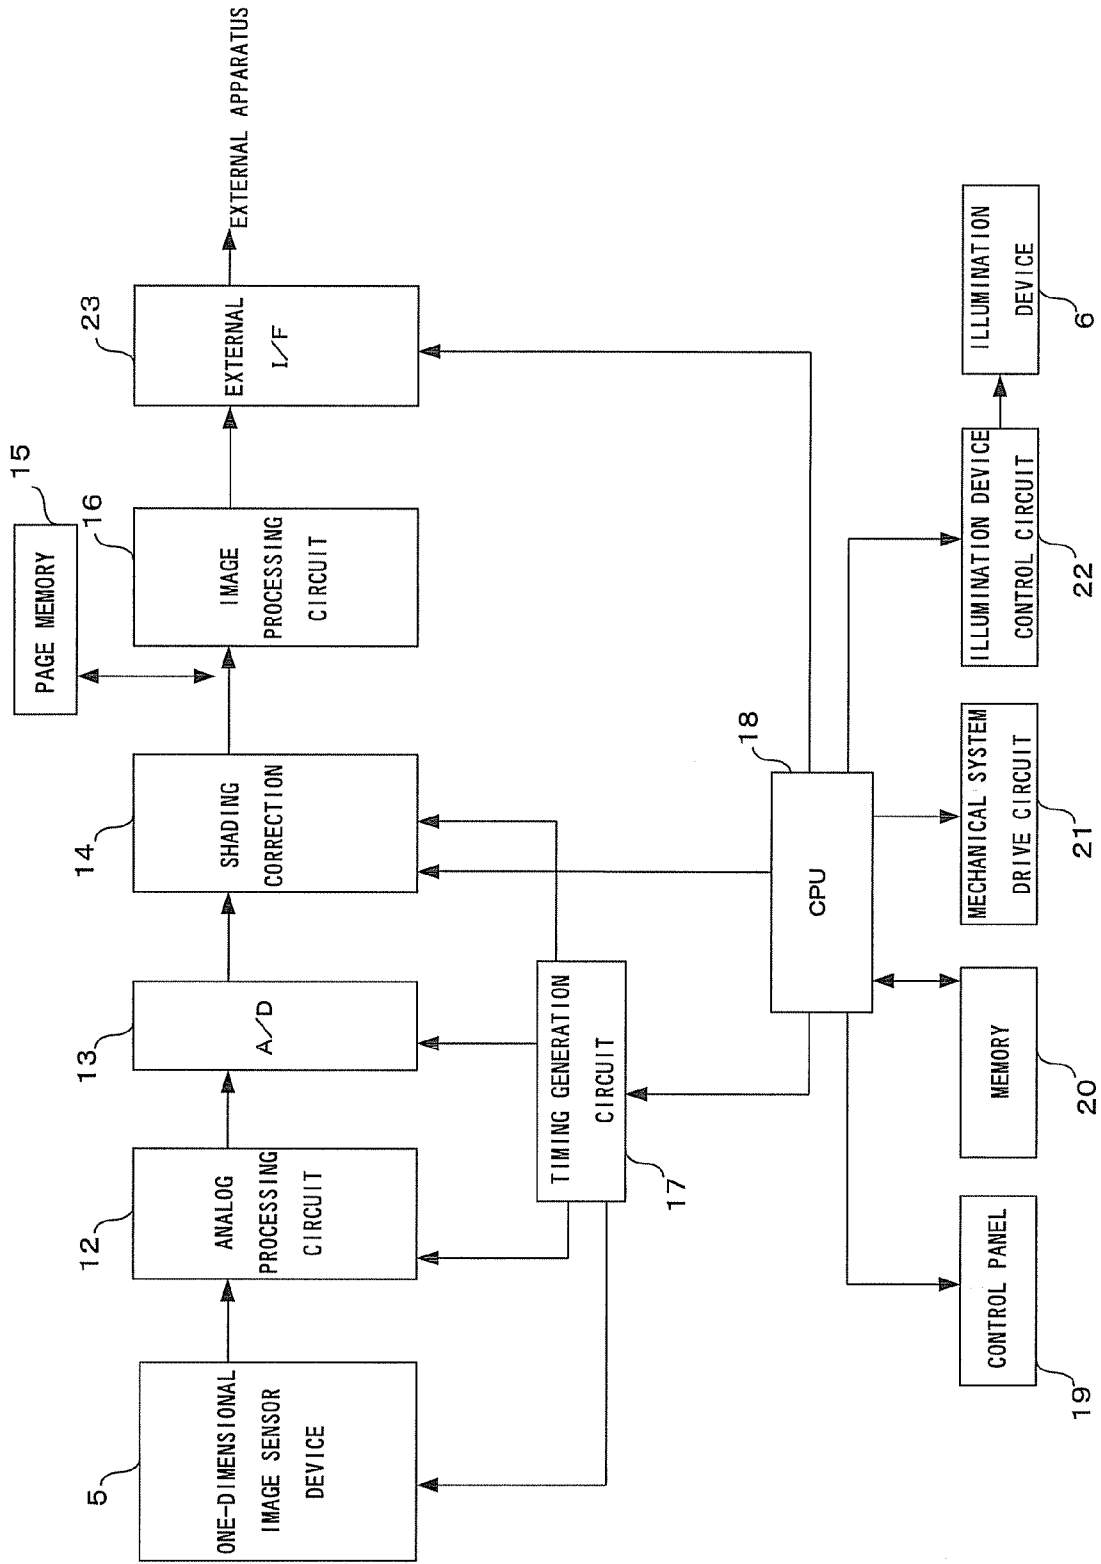 5
ONE-DIMENSIONAL
IMAGE SENSOR
DEVICE
12
ANALOG
PROCESSING
CIRCUIT
13
A/D
14
SHADING
CORRECTION
15
PAGE MEMORY
16
IMAGE
PROCESSING
CIRCUIT
23
EXTERNAL
I/F
EXTERNAL APPARATUS
TIMING GENERATION
CIRCUIT
17
18
CPU
CONTROL PANEL
19
MEMORY
20
MECHANICAL SYSTEM
DRIVE CIRCUIT
21
ILLUMINATION DEVICE
CONTROL CIRCUIT
22
ILLUMINATION
DEVICE
6